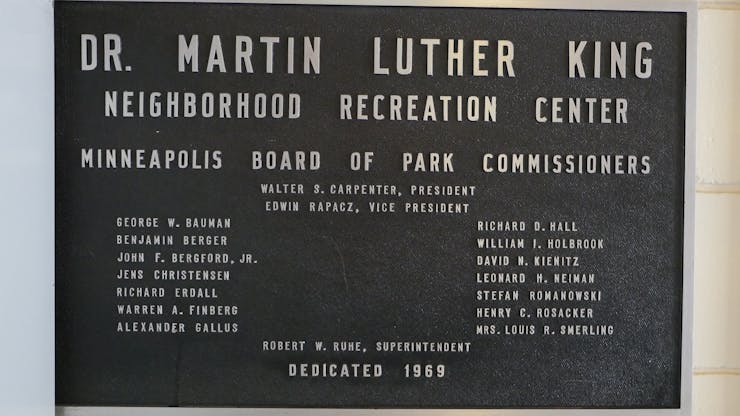 DR. MARTIN LUTHER KING
NEIGHBORHOOD RECREATION CENTER
MINNEAPOLIS BOARD OF PARK COMMISSIONERS
WALTER S. CARPENTER, PRESIDENT
EDWIN RAPACZ, VICE PRESIDENT
GEORGE W. BAUMAN
BENJAMIN BERGER
JOHN F. BERGFORD, JR.
JENS CHRISTENSEN
RICHARD ERDALL
WARREN A. FINBERG
ALEXANDER GALLUS
RICHARD D. HALL
WILLIAM I. HOLBROOK
DAVID N. KIENITZ
LEONARD H. NEIMAN
STEFAN ROMANOWSKI
HENRY C. ROSACKER
MRS. LOUIS R. SMERLING
ROBERT W. RUHE, SUPERINTENDENT
DEDICATED 1969